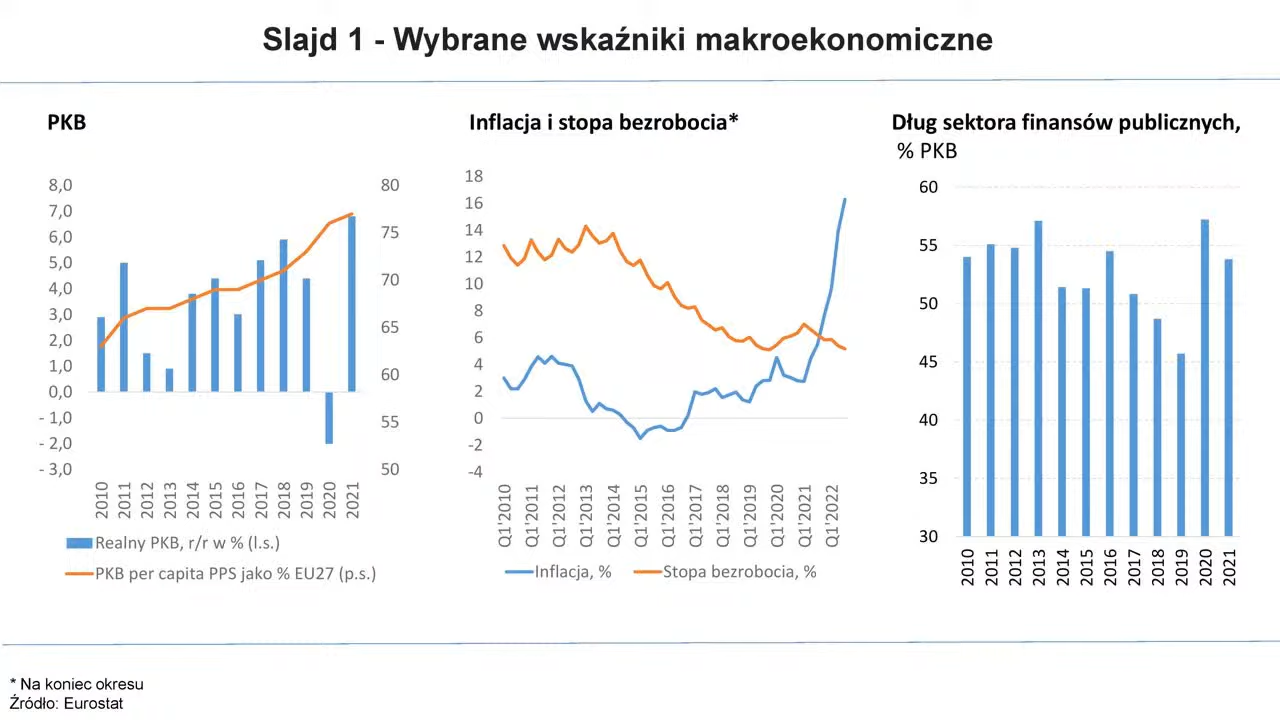 Slajd 1 - Wybrane wskaźniki makroekonomiczne
PKB
8,0
7,0
6,0
5,0
4,0
3,0
2,0
1,0
0,0
- 1,0
- 2,0
- 3,0
80
75
70
65
60
55
50
2010
2011
2012
2013
2014
2015
2016
2017
2018
2019
2020
2021
Realny PKB, r/r w % (l.s.)
PKB per capita PPS jako % EU27 (p.s.)
Inflacja i stopa bezrobocia*
18
16
14
12
10
8
6
4
2
0
-2
-4
Q1'2010
Q1'2011
Q1'2012
Q1'2013
Q1'2014
Q1'2015
Q1'2016
Q1'2017
Q1'2018
Q1'2019
Q1'2020
Q1'2021
Q1'2022
Inflacja, %
Stopa bezrobocia, %
Dług sektora finansów publicznych,
% PKB
60
55
50
45
40
35
30
2010
2011
2012
2013
2014
2015
2016
2017
2018
2019
2020
2021
* Na koniec okresu
Źródło: Eurostat